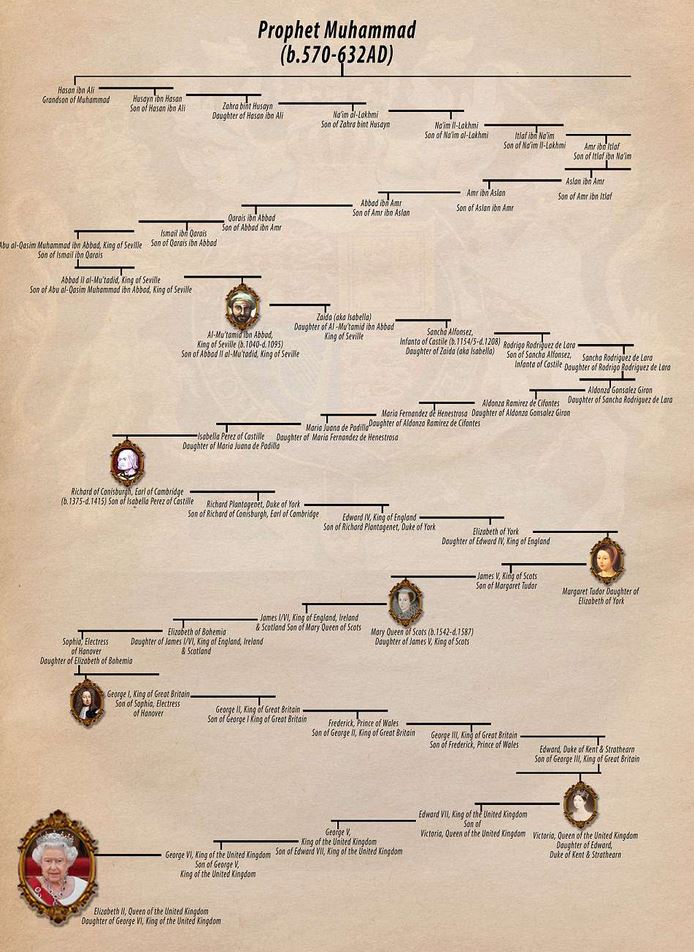 Prophet Muhammad
(b.570-632AD)
Hasan ibn Ali
Grandson of Muhammad
Husayn ibn Hasan
Son of Hasan ibn Ali
Zahra bint Husayn
Daughter of Hasan ibn Ali
Na'im al-Lakhmi
Son of Zahra bint Husayn
Na'im II-Lakhmi
Son of Na'im al-Lakhmi
Itlaf ibn Na'im
Son of Na'im II-Lakhmi
Amr ibn Itlaf
Son of Itlaf ibn Na'im
Aslan ibn Amr
Son of Amr ibn Itlaf
Amr ibn Aslan
Son of Aslan ibn Amr
Abbad ibn Amr
Son of Amr ibn Aslan
Qarais ibn Abbad
Son of Abbad ibn Amr
Ismail ibn Qarais
Son of Qarais ibn Abbad
Abu al-Qasim Muhammad ibn Abbad, King of Seville
Son of Ismail ibn Qarais
Abbad II al-Mu'tadid, King of Seville
Son of Abu al-Qasim Muhammad ibn Abbad, King of Seville
Al-Mu'tamid ibn Abbad,
King of Seville (b.1040-d.1095)
Son of Abbad II al-Mu'tadid, King of Seville
Zaida (aka Isabella)
Daughter of Al -Mu'tamid ibn Abbad
King of Seville
Sancha Alfonsez,
Infanta of Castile (b.1154/5-d.1208)
Daughter of Zaida (aka Isabella)
Rodrigo Rodriguez de Lara
Son of Sancha Alfonsez,
Infanta of Castile
Sancha Rodriguez de Lara
Daughter of Rodrigo Rodriguez de Lara
Aldonza Gonsalez Giron
Daughter of Sancha Rodriguez de Lara
Aldonza Ramirez de Cifontes
Daughter of Aldonza Gonsalez Giron
Maria Fernandez de Henestrosa
Daughter of Aldonza Ramirez de Cifontes
Maria Juana de Padilla
Daughter of Maria Fernandez de Henestrosa
Isabella Perez of Castille
Daughter of Maria Juana de Padilla
Richard of Conisburgh, Earl of Cambridge
(b.1375-d.1415) Son of Isabella Perez of Castille
Richard Plantagenet, Duke of York
Son of Richard of Conisburgh, Earl of Cambridge
Edward IV, King of England
Son of Richard Plantagenet, Duke of York
Elizabeth of York
Daughter of Edward IV, King of England
Margaret Tudor Daughter of
Elizabeth of York
James V, King of Scots
Son of Margaret Tudor
Mary Queen of Scots (b.1542-d.1587)
Daughter of James V, King of Scots
James I/VI, King of England, Ireland
& Scotland Son of Mary Queen of Scots
Elizabeth of Bohemia
Daughter of James I/VI, King of England, Ireland
& Scotland
Sophia, Electress
of Hanover
Daughter of Elizabeth of Bohemia
George I, King of Great Britain
Son of Sophia, Electress
of Hanover
George II, King of Great Britain
Son of George I King of Great Britain
Frederick, Prince of Wales
Son of George II, King of Great Britain
George III, King of Great Britain
Son of Frederick, Prince of Wales
Edward, Duke of Kent & Strathearn
Son of George III, King of Great Britain
Victoria, Queen of the United Kingdom
Daughter of Edward,
Duke of Kent & Strathearn
Edward VII, King of the United Kingdom
Son of
Victoria, Queen of the United Kingdom
George V,
King of the United Kingdom
Son of Edward VII, King of the United Kingdom
George VI, King of the United Kingdom
Son of George V,
King of the United Kingdom
Elizabeth II, Queen of the United Kingdom
Daughter of George VI, King of the United Kingdom